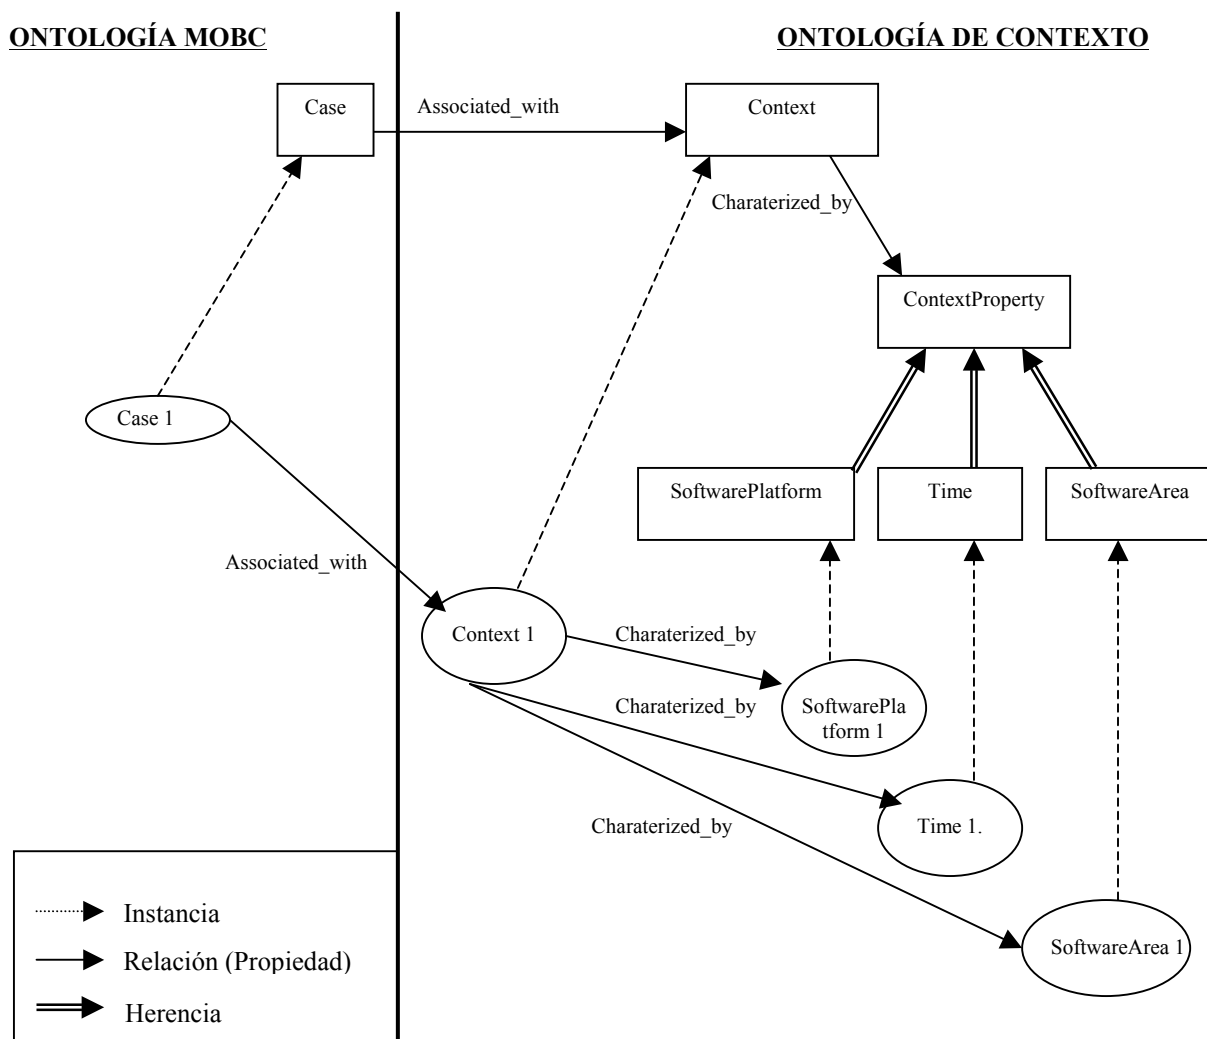 ONTOLOGÍA MOBC
ONTOLOGÍA DE CONTEXTO
Case
Associated_with
Context
Charaterized_by
ContextProperty
Case 1
SoftwarePlatform
Time
SoftwareArea
Associated_with
Context 1
Charaterized_by
SoftwarePla
tform 1
Charaterized_by
Time 1.
Charaterized_by
SoftwareArea 1
Instancia
Relación (Propiedad)
Herencia